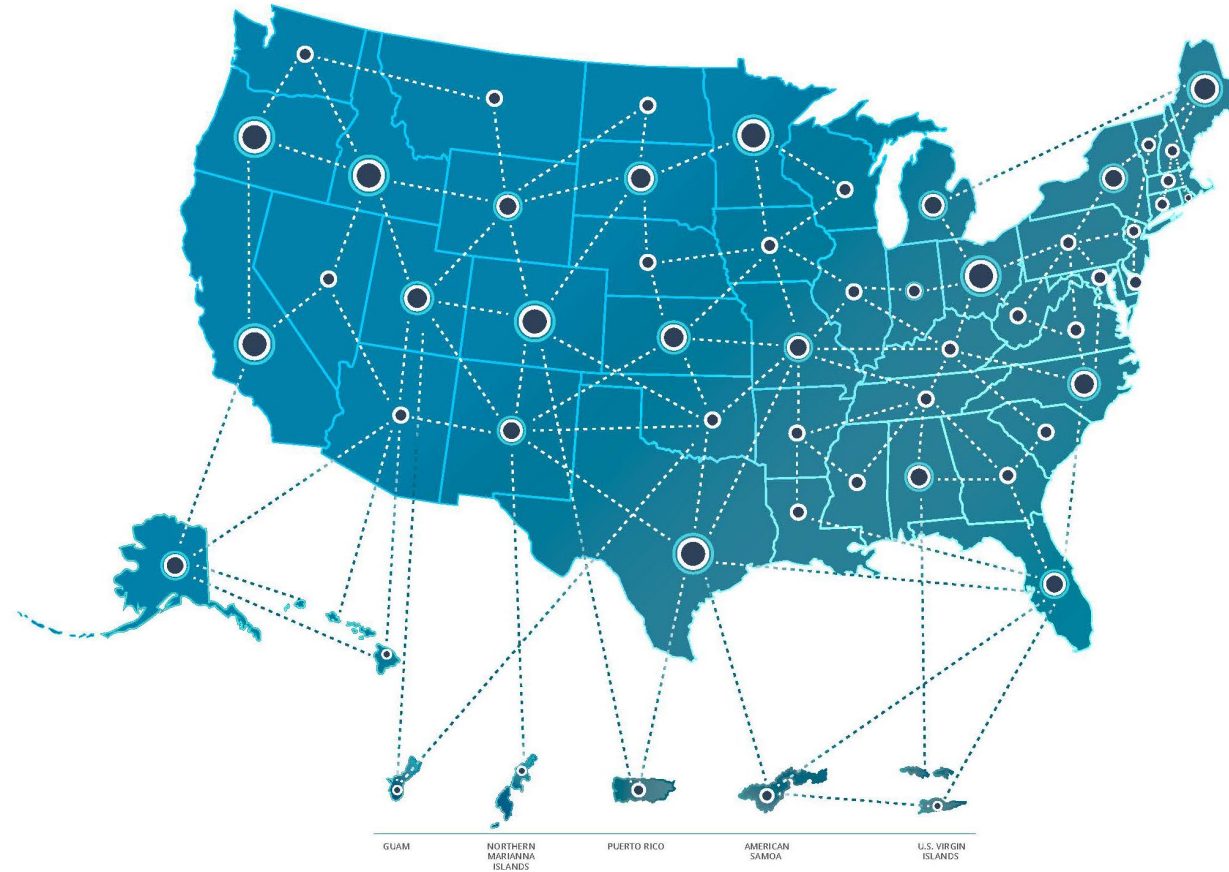 GUAM
NORTHERN
MARIANNA
ISLANDS
PUERTO RICO
AMERICAN
SAMOA
U.S. VIRGIN
ISLANDS